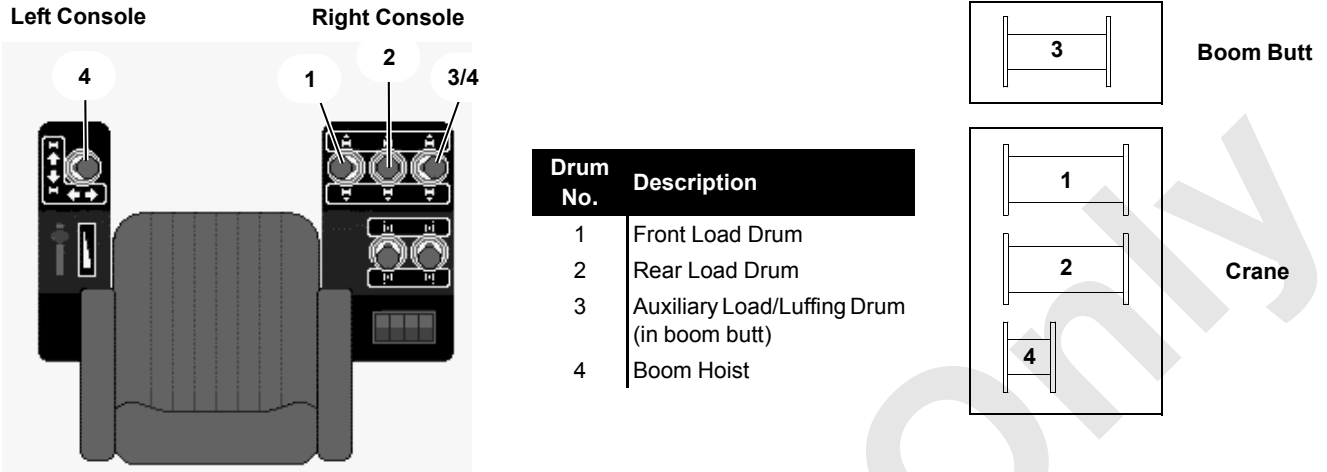 Left Console
Right Console
4
1
2
3/4
Drum No. Description
1 Front Load Drum
2 Rear Load Drum
3 Auxiliary Load/Luffing Drum
(in boom butt)
4 Boom Hoist
3
Boom Butt
1
2
4
Crane
Only